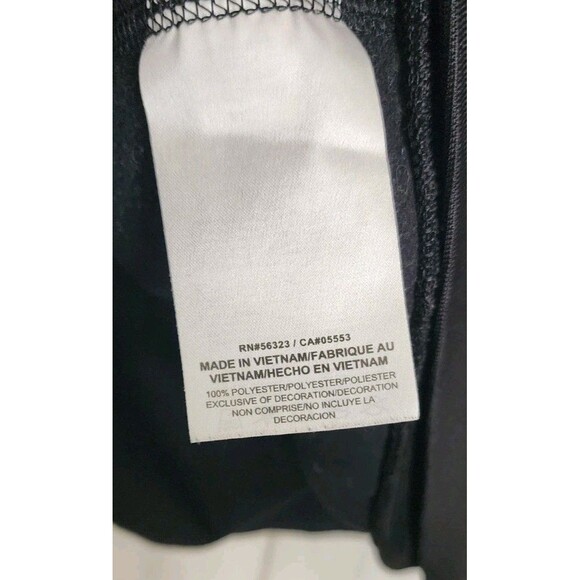 RN#56323 / CA#05553
MADE IN VIETNAM/FABRIQUE AU
VIETNAM/HECHO EN VIETNAM
100% POLYESTER/POLYESTER/POLIESTER
EXCLUSIVE OF DECORATION/DECORATION
NON COMPRISE/NO INCLUYE LA
DECORACION